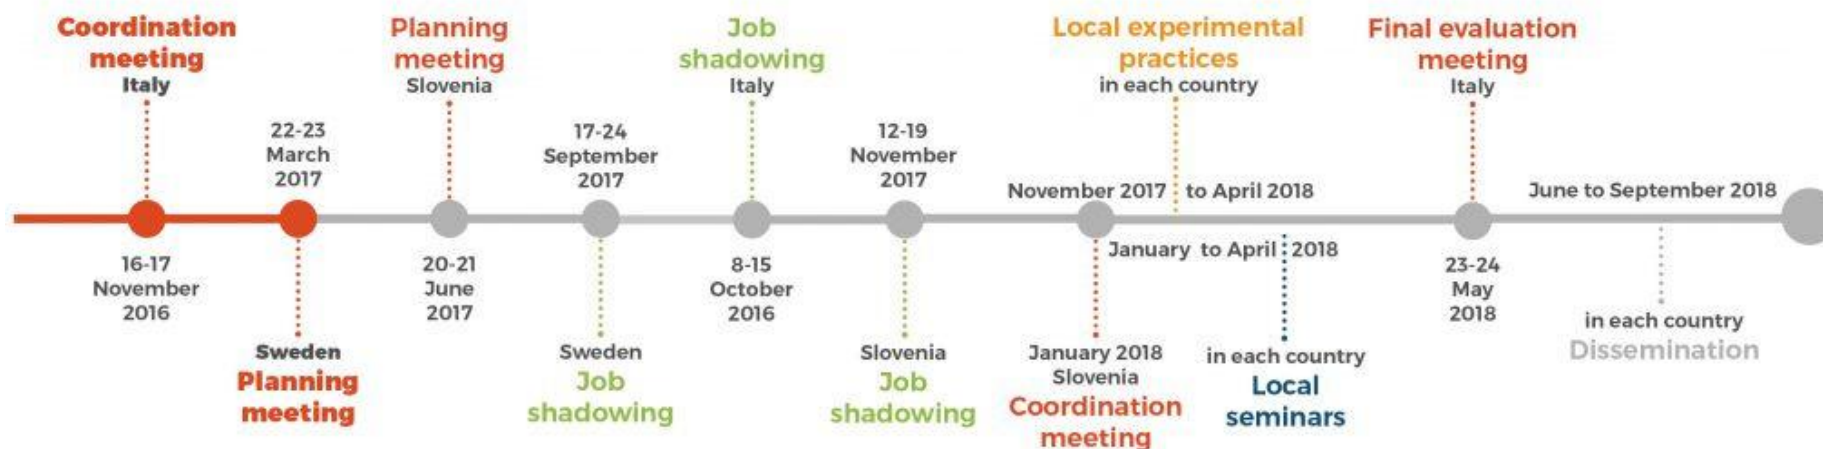 Coordination
meeting
Italy
16-17
November
2016
22-23
March
2017
Sweden
Planning
meeting
Planning
meeting
Slovenia
20-21
June
2017
17-24
September
2017
Sweden
Job
shadowing
Job
shadowing
Italy
8-15
October
2016
12-19
November
2017
Slovenia
Job
shadowing
January 2018
Slovenia
Coordination
meeting
Local experimental
practices
in each country
November 2017 to April 2018
January to April 2018
in each country
Local
seminars
Final evaluation
meeting
Italy
23-24
May
2018
June to September 2018
in each country
Dissemination